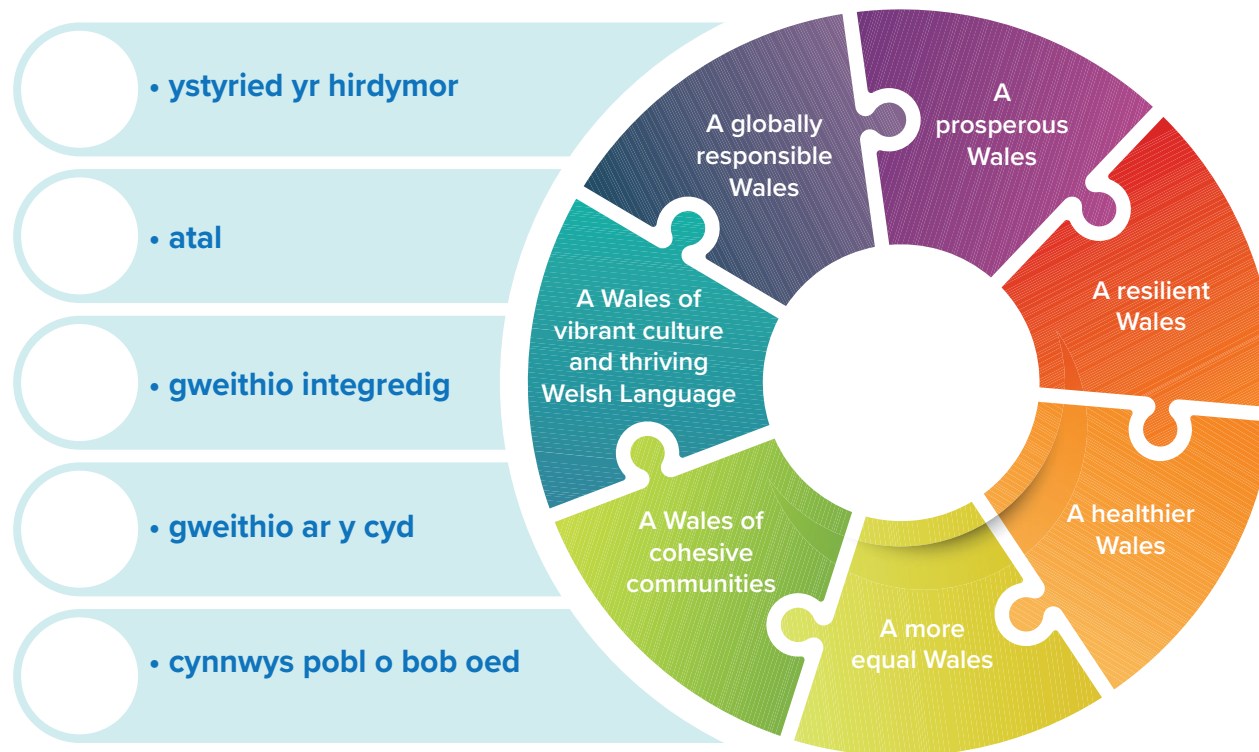 • ystyried yr hirdymor
• atal
• gweithio integredig
• gweithio ar y cyd
• cynnwys pobl o bob oed
A
prosperous
Wales
A resilient
Wales
A healthier
Wales
A more
equal Wales
A Wales of
cohesive
communities
A Wales of
vibrant culture
and thriving
Welsh Language
A globally
responsible
Wales